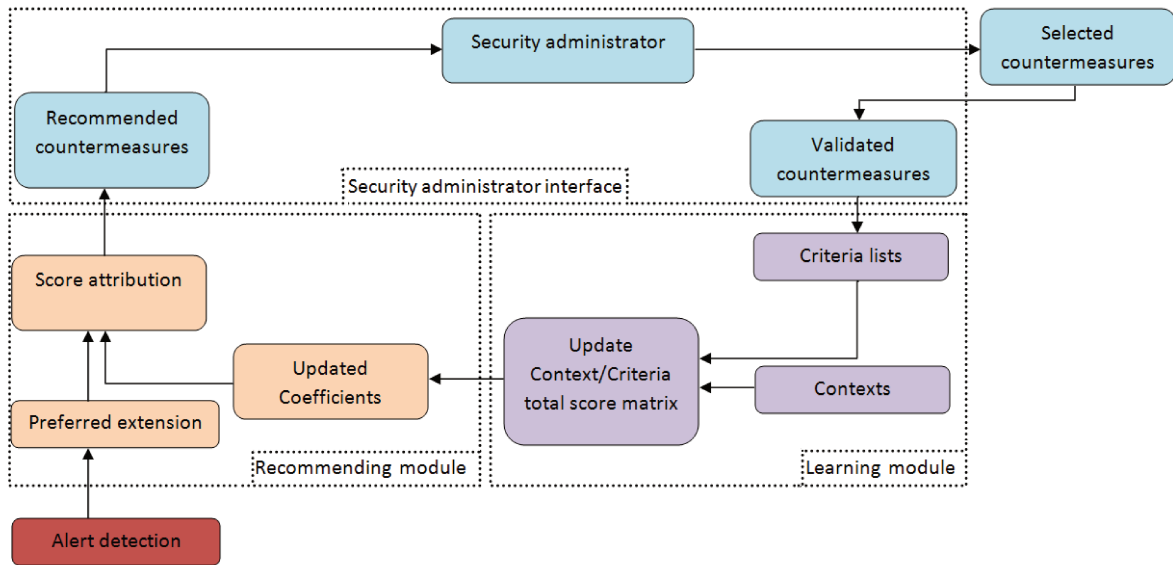 Security administrator
Selected
countermeasures
Recommended
countermeasures
Validated
countermeasures
Security administrator interface
Score attribution
Criteria lists
Updated
Coefficients
Update
Context/Criteria
total score matrix
Contexts
Preferred extension
Recommending module
Learning module
Alert detection